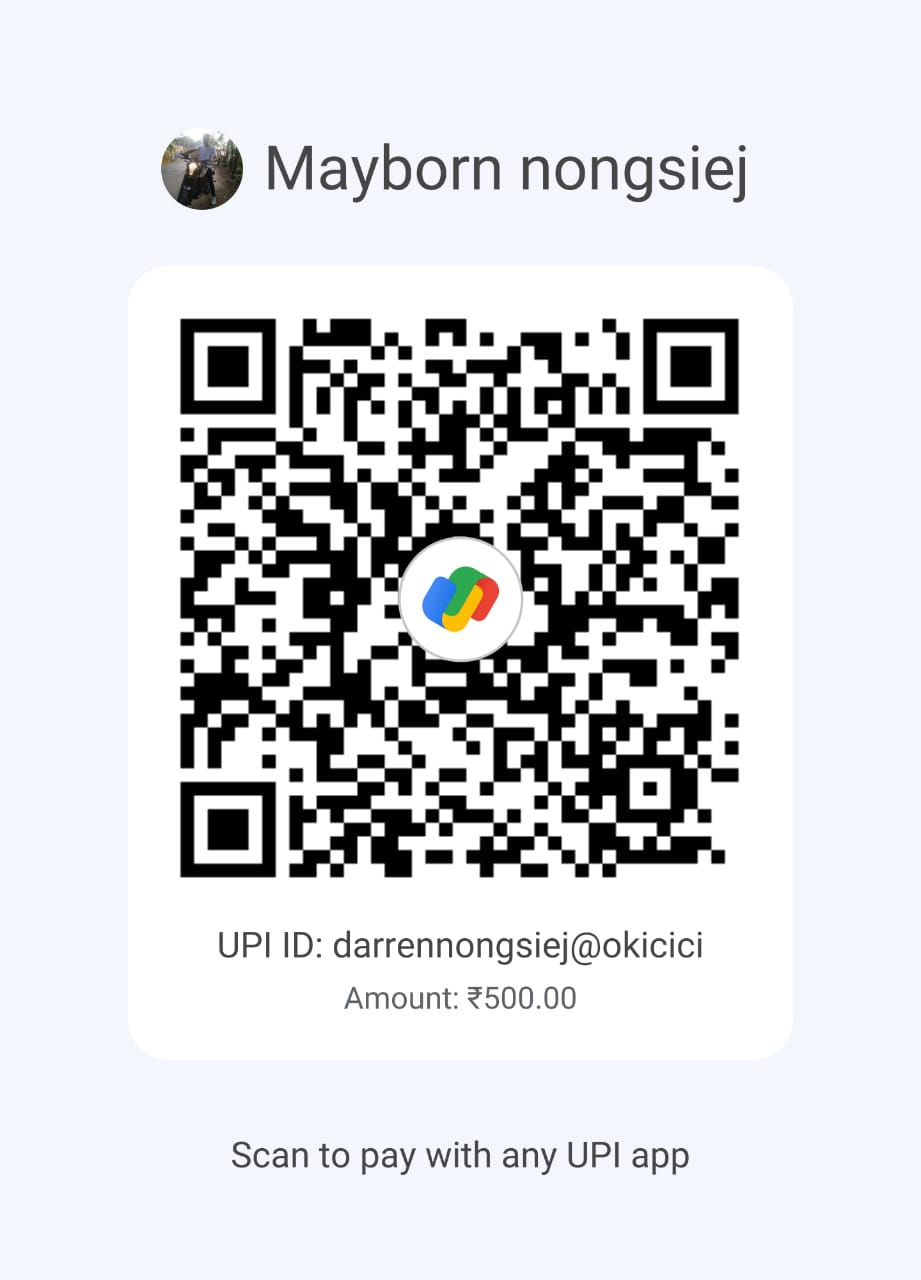 Mayborn nongsiej
UPI ID: darrennongsiej@okicici
Amount: ₹500.00
Scan to pay with any UPI app